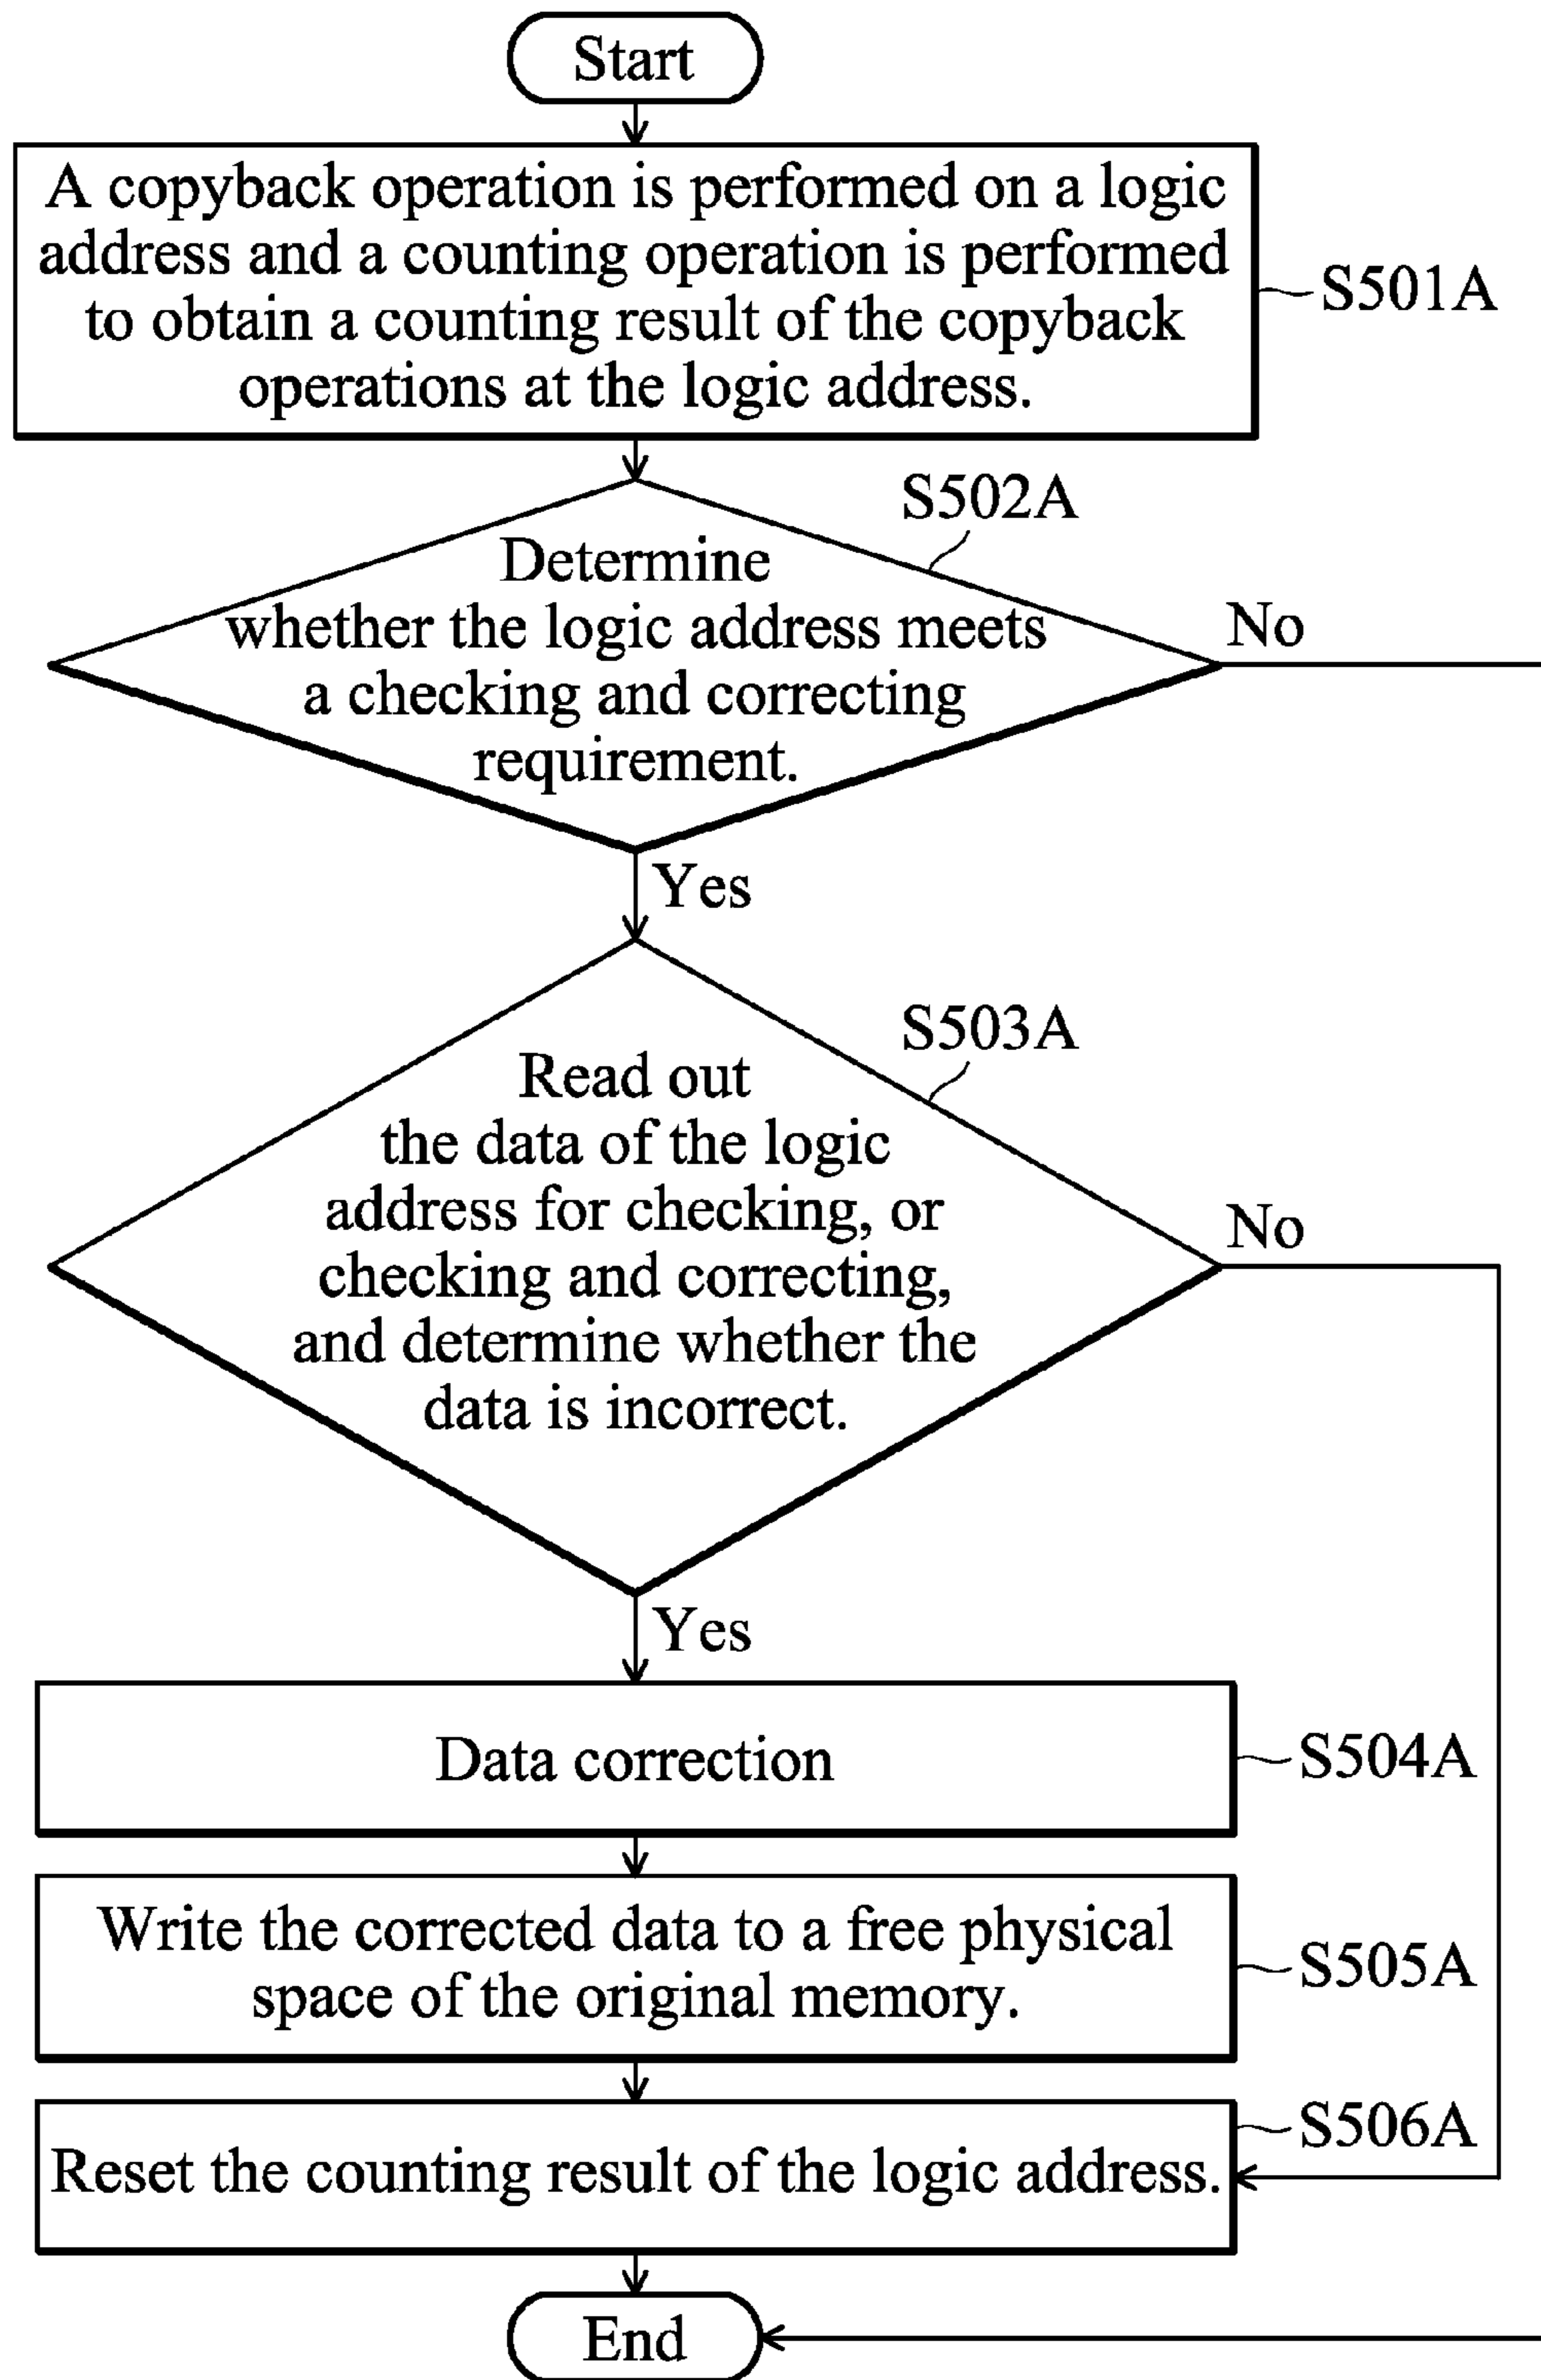 Start
A copyback operation is performed on a logic
address and a counting operation is performed
to obtain a counting result of the copyback
operations at the logic address.
S501A
S502A
Determine
whether the logic address meets
a checking and correcting
requirement.
No
Yes
S503A
Read out
the data of the logic
address for checking, or
checking and correcting,
and determine whether the
data is incorrect.
No
Yes
Data correction
S504A
Write the corrected data to a free physical
space of the original memory.
S505A
S506A
Reset the counting result of the logic address.
End